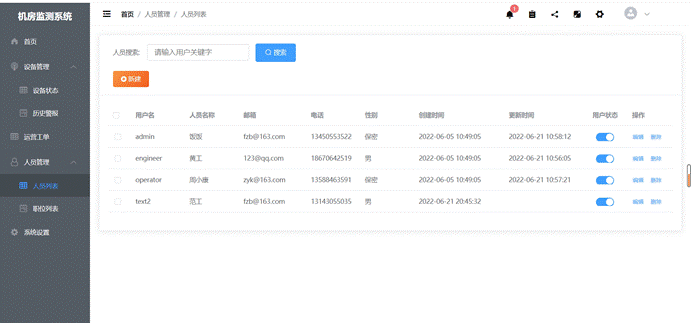 机房监测系统
首页 / 人员管理 / 人员列表
1
首页
设备管理
设备状态
历史警报
运营工单
人员管理
人员列表
职位列表
系统设置
人员搜索: 请输入用户关键字 搜索
新建
用户名 人员名称 邮箱 电话 性别 创建时间 更新时间 用户状态 操作
admin 饭饭 fzb@163.com 13450553522 保密 2022-06-05 10:49:05 2022-06-21 10:58:12 编辑 删除
engineer 黄工 123@qq.com 18670642519 男 2022-06-05 10:49:05 2022-06-21 10:56:05 编辑 删除
operator 周小康 zyk@163.com 13588463591 保密 2022-06-05 10:49:05 2022-06-21 10:57:21 编辑 删除
text2 范工 fzb@163.com 13143055035 男 2022-06-21 20:45:32 编辑 删除